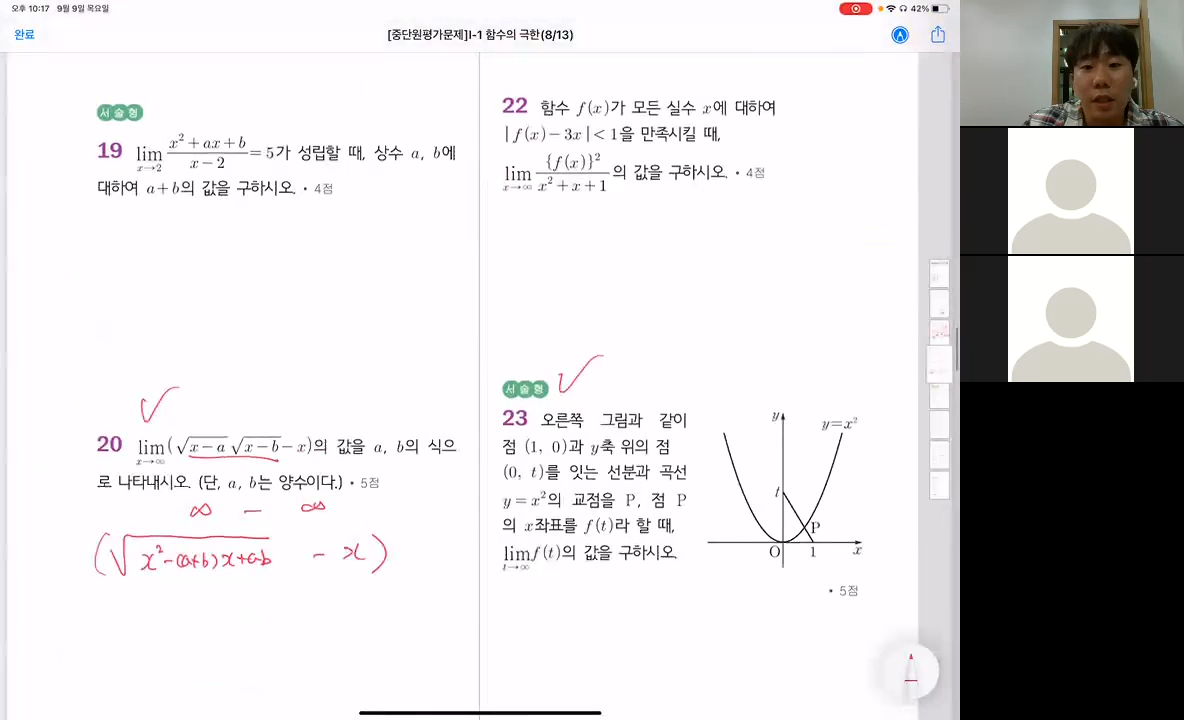 오후 10:17 9월 9일 목요일
42%
완료
[중단원평가문제]I-1 함수의 극한(8/13)
서술형
19 lim x→2 (x²+ax+b)/(x-2) = 5가 성립할 때, 상수 a, b에
대하여 a+b의 값을 구하시오. • 4점
20 lim x→∞ (√x-a √x-b - x)의 값을 a, b의 식으
로 나타내시오. (단, a, b는 양수이다.) • 5점
∞ - ∞
(√x²-(a+b)x+ab - x)
22 함수 f(x)가 모든 실수 x에 대하여
|f(x)-3x|<1을 만족시킬 때,
lim x→∞ {f(x)}²/(x²+x+1)의 값을 구하시오. • 4점
서술형
23 오른쪽 그림과 같이
점 (1, 0)과 y축 위의 점
(0, t)를 잇는 선분과 곡선
y=x²의 교점을 P, 점 P
의 x좌표를 f(t)라 할 때,
lim t→∞ f(t)의 값을 구하시오.
y
y=x²
t
P
O
1
x
• 5점